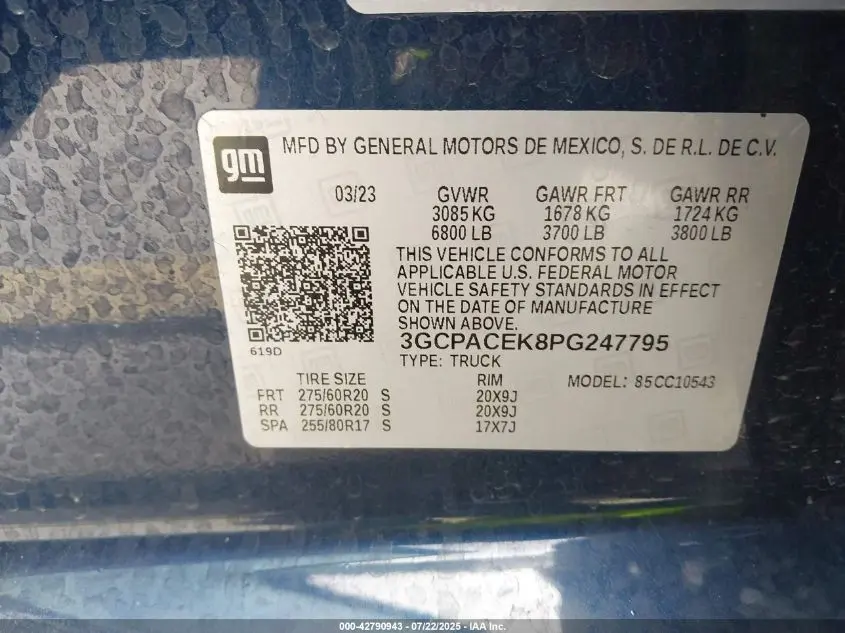 gm
MFD BY GENERAL MOTORS DE MEXICO, S. DE R.L. DE C.V.
03/23 GVWR GAWR FRT GAWR RR
3085 KG 1678 KG 1724 KG
6800 LB 3700 LB 3800 LB
THIS VEHICLE CONFORMS TO ALL
APPLICABLE U.S. FEDERAL MOTOR
VEHICLE SAFETY STANDARDS IN EFFECT
ON THE DATE OF MANUFACTURE
SHOWN ABOVE.
619D
3GCPACEK8PG247795
TYPE: TRUCK
TIRE SIZE RIM MODEL: 85CC10543
FRT 275/60R20 S 20X9J
RR 275/60R20 S 20X9J
SPA 255/80R17 S 17X7J
000-42790943 - 07/22/2025 - IAA Inc.